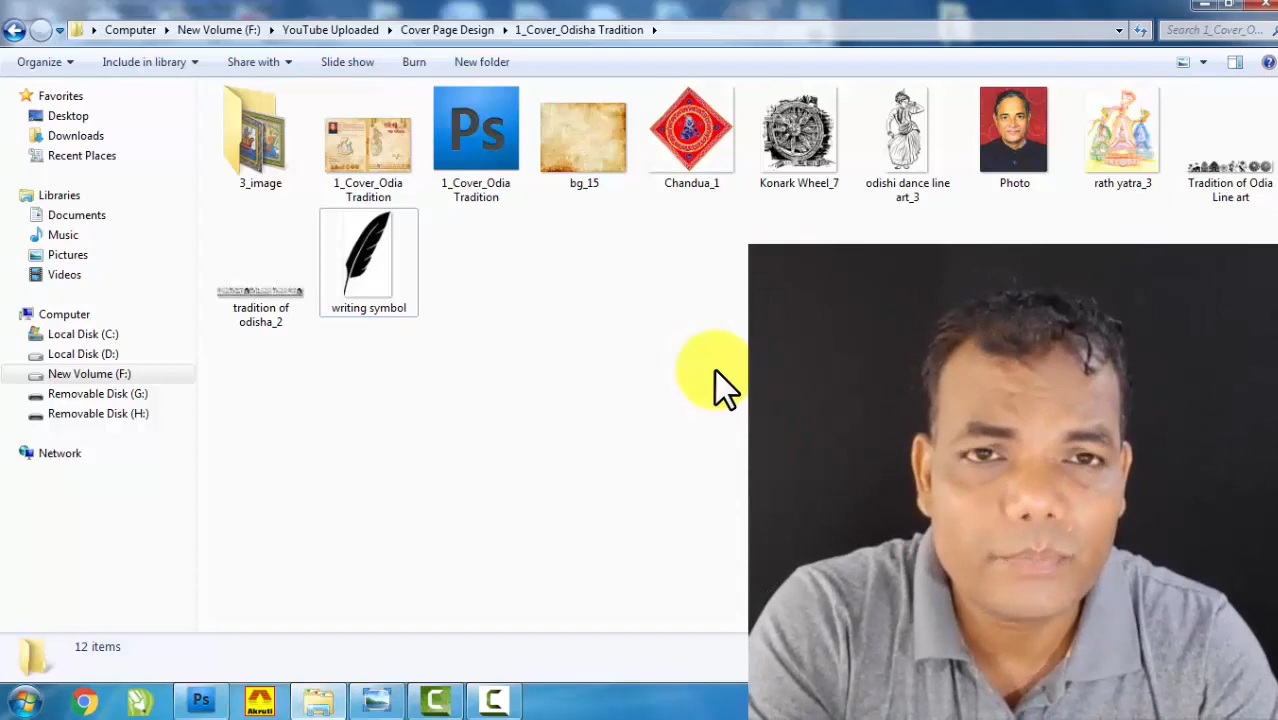 Computer New Volume (F:) YouTube Uploaded Cover Page Design 1_Cover_Odisha Tradition
Search 1_Cover_O...
Organize Include in library Share with Slide show Burn New folder
Favorites
Desktop
Downloads
Recent Places
Libraries
Documents
Music
Pictures
Videos
Computer
Local Disk (C:)
Local Disk (D:)
New Volume (F:)
Removable Disk (G:)
Removable Disk (H:)
Network
Ps
3_image
1_Cover_Odia
Tradition
1_Cover_Odia
Tradition
bg_15
Chandua_1
Konark Wheel_7
odishi dance line
art_3
Photo
rath yatra_3
Tradition of Odia
Line art
tradition of
odisha_2
writing symbol
12 items
Ps
Akruti